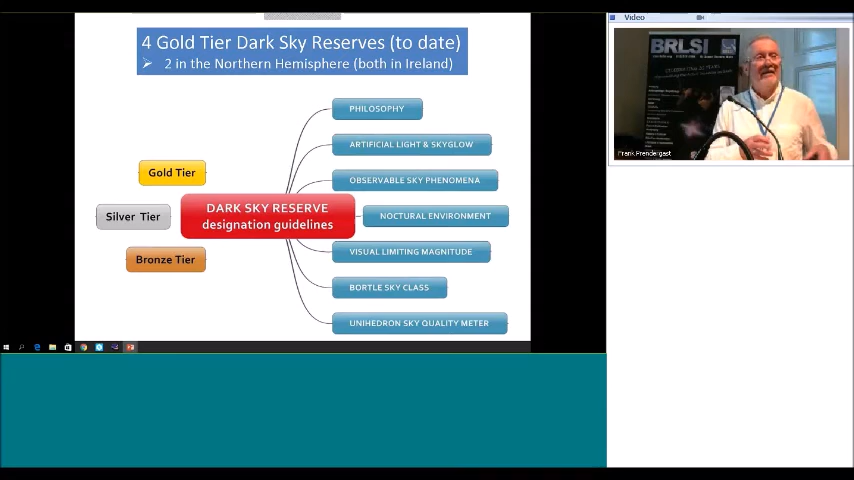 4 Gold Tier Dark Sky Reserves (to date)
➢ 2 in the Northern Hemisphere (both in Ireland)
PHILOSOPHY
ARTIFICIAL LIGHT & SKYGLOW
Gold Tier
OBSERVABLE SKY PHENOMENA
Silver Tier
DARK SKY RESERVE
designation guidelines
NOCTURAL ENVIRONMENT
Bronze Tier
VISUAL LIMITING MAGNITUDE
BORTLE SKY CLASS
UNIHEDRON SKY QUALITY METER
Video
BRLSI
Frank Prendergast